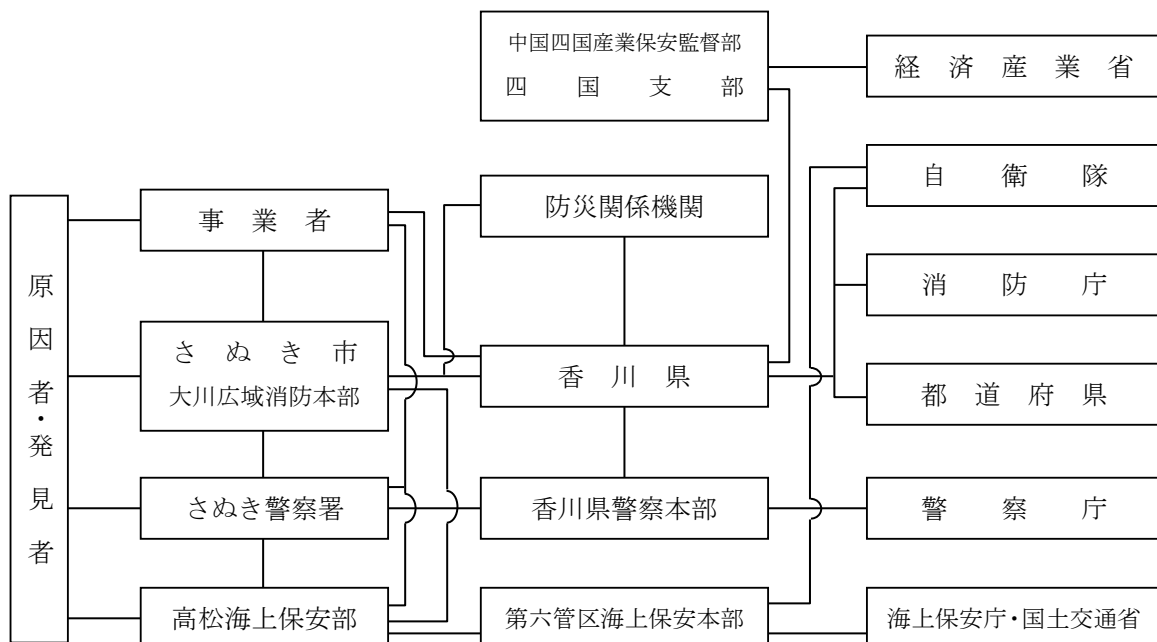 中国四国産業保安監督部
四国支部
経済産業省
自衛隊
防災関係機関
事業者
原因者・発見者
消防庁
さぬき市
大川広域消防本部
香川県
都道府県
さぬき警察署
香川県警察本部
警察庁
高松海上保安部
第六管区海上保安本部
海上保安庁・国土交通省